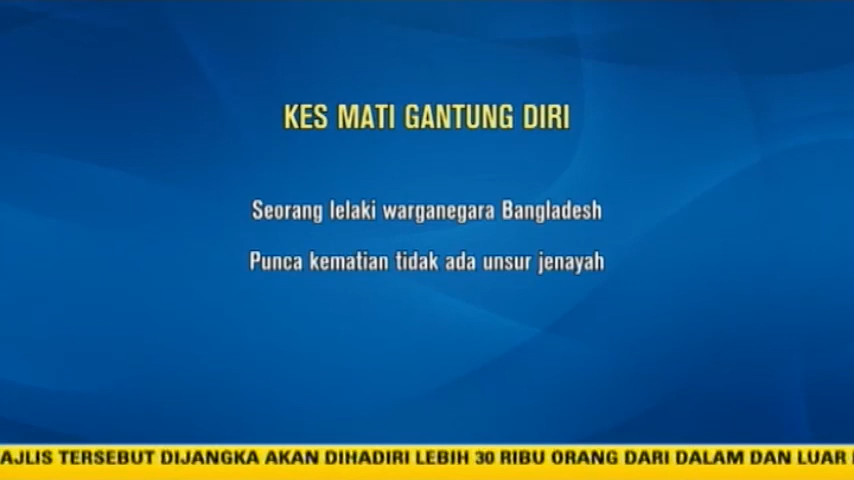 KES MATI GANTUNG DIRI
Seorang lelaki warganegara Bangladesh
Punca kematian tidak ada unsur jenayah
AJLIS TERSEBUT DIJANGKA AKAN DIHADIRI LEBIH 30 RIBU ORANG DARI DALAM DAN LUAR